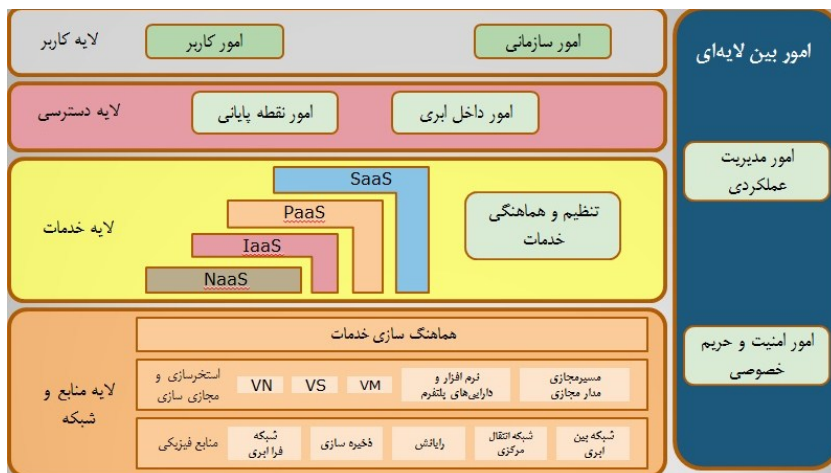 امور بین لایه‌ای
امور مدیریت
عملکردی
امور امنیت و حریم
خصوصی
لایه کاربر
امور سازمانی
امور کاربر
لایه دسترسی
امور داخل ابری
امور نقطه پایانی
لایه خدمات
تنظیم و هماهنگی
خدمات
SaaS
PaaS
IaaS
NaaS
لایه منابع و
شبکه
هماهنگ سازی خدمات
استخرسازی و
مجازی سازی
VN
VS
VM
نرم افزار و
دارایی‌های پلتفرم
مسیرمجازی
مدار مجازی
منابع فیزیکی
شبکه
فرا ابری
ذخیره سازی
رایانش
شبکه انتقال
مرکزی
شبکه بین
ابری